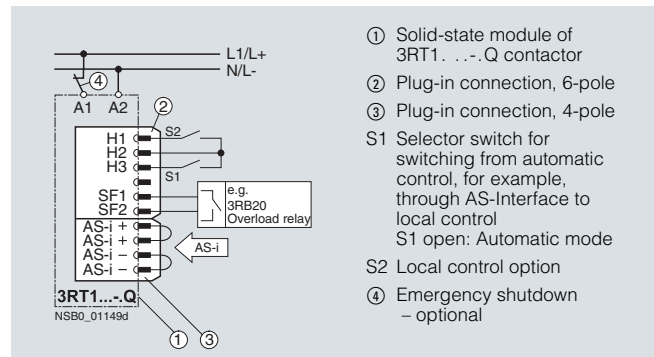 L1/L+
N/L-
④
A1 A2
②
H1 S2
H2
H3
S1
SF1
SF2
e.g.
3RB20
Overload relay
AS-i +
AS-i +
AS-i –
AS-i –
AS-i
3RT1...-.Q
NSB0_01149d
① ③
① Solid-state module of
3RT1. . .-.Q contactor
② Plug-in connection, 6-pole
③ Plug-in connection, 4-pole
S1 Selector switch for
switching from automatic
control, for example,
through AS-Interface to
local control
S1 open: Automatic mode
S2 Local control option
④ Emergency shutdown
– optional